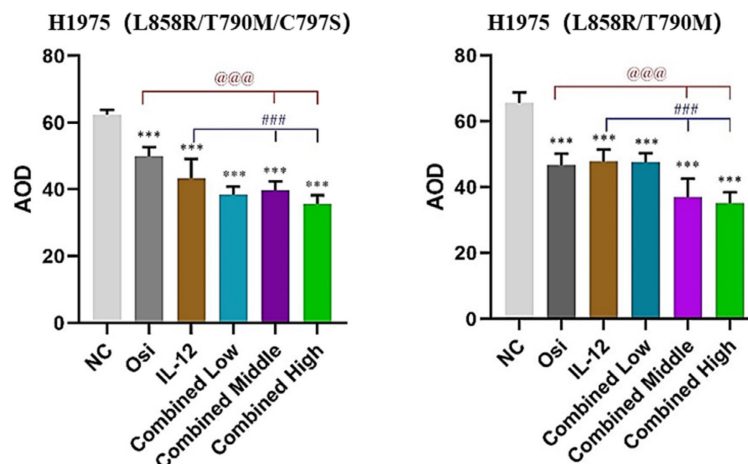 H1975 (L858R/T790M/C797S)
80
60
40
20
0
AOD
@@@
###
***
***
***
***
***
NC
Osi
IL-12
Combined Low
Combined Middle
Combined High
H1975 (L858R/T790M)
80
60
40
20
0
AOD
@@@
###
***
***
***
***
***
NC
Osi
IL-12
Combined Low
Combined Middle
Combined High